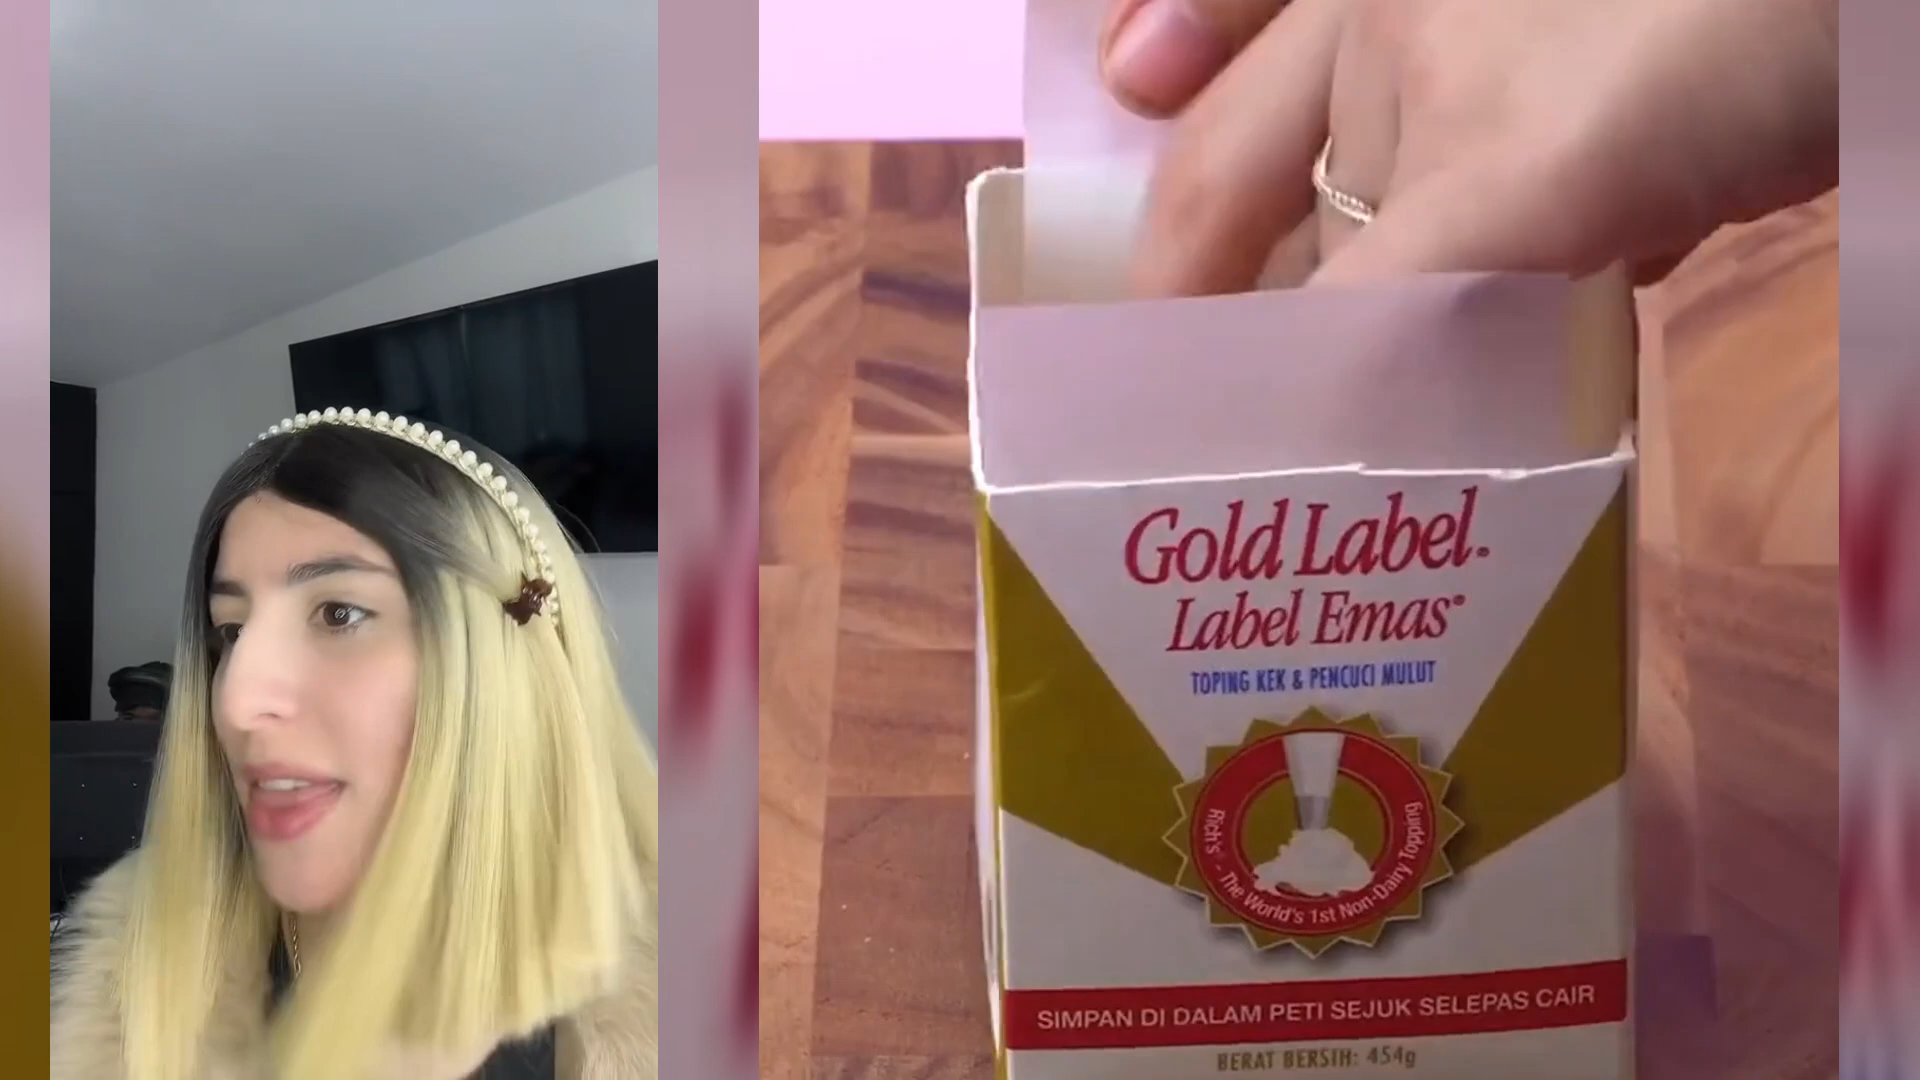 Gold Label®
Label Emas®
TOPING KEK & PENCUCI MULUT
Rich's® - The World's 1st Non-Dairy Topping
SIMPAN DI DALAM PETI SEJUK SELEPAS CAIR
BERAT BERSIH: 454g